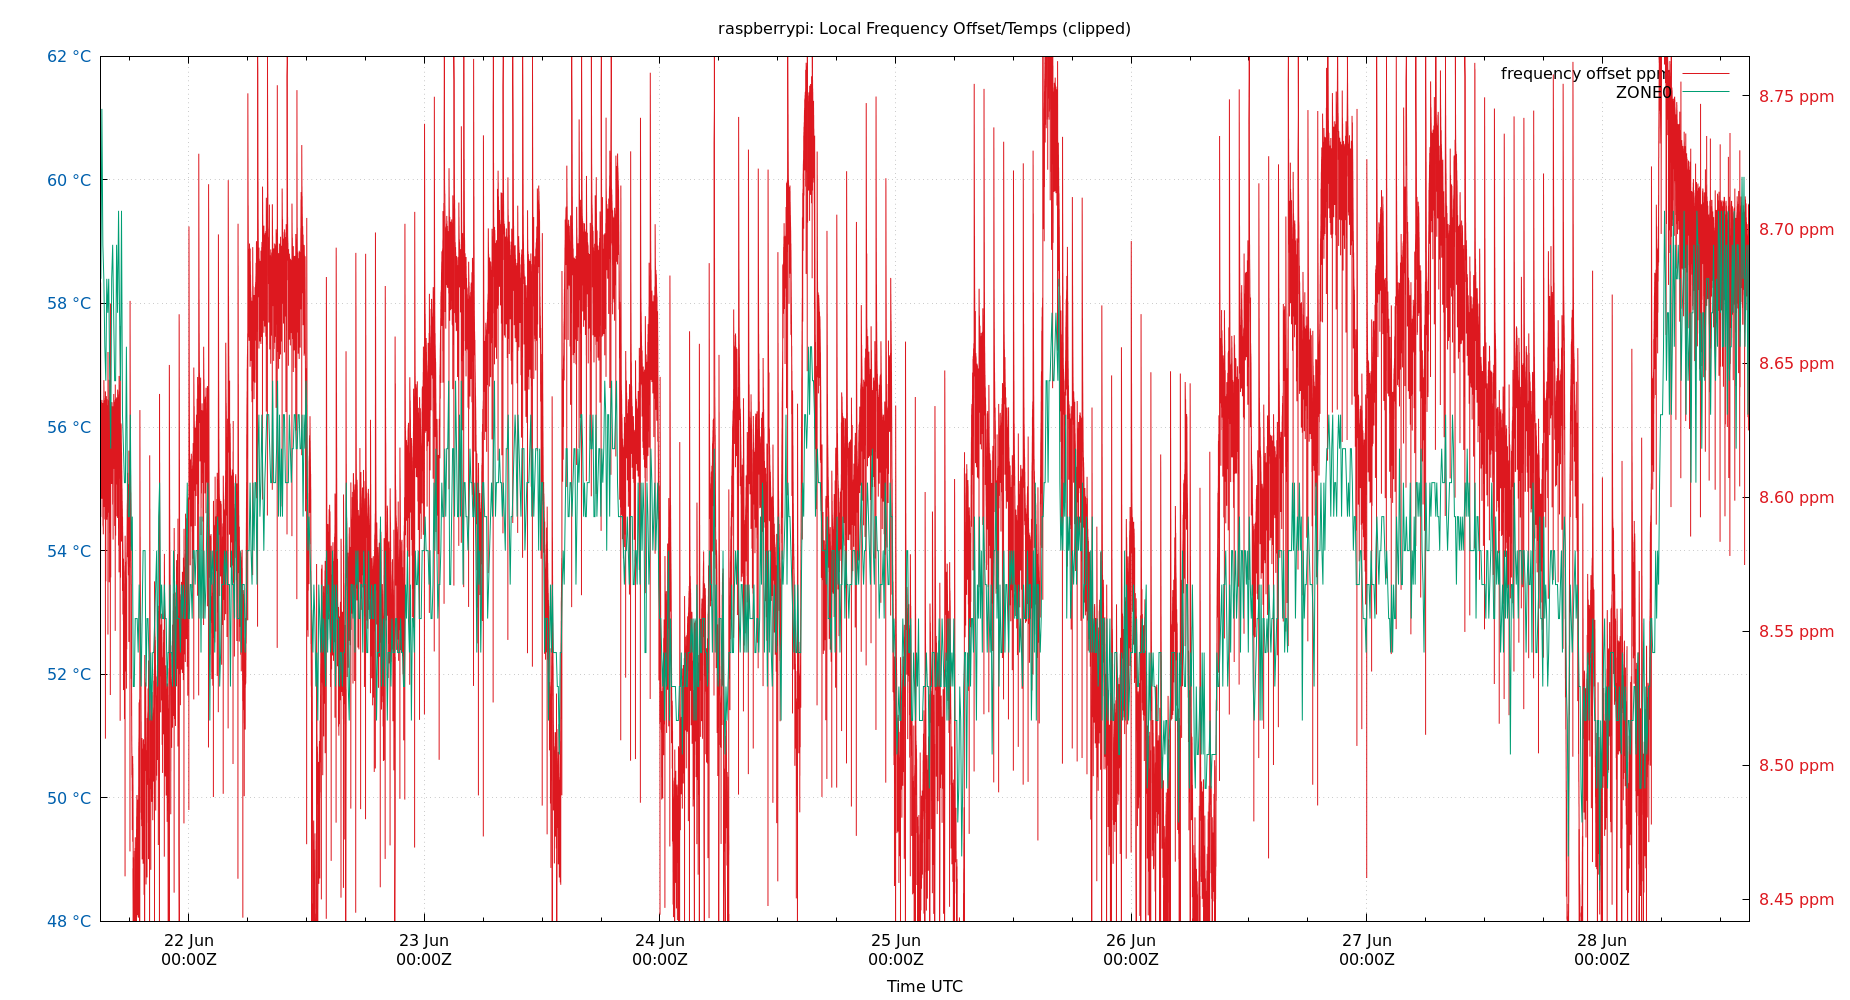 raspberrypi: Local Frequency Offset/Temps (clipped)
frequency offset ppm
ZONE0
62 °C
60 °C
58 °C
56 °C
54 °C
52 °C
50 °C
48 °C
8.75 ppm
8.70 ppm
8.65 ppm
8.60 ppm
8.55 ppm
8.50 ppm
8.45 ppm
22 Jun 23 Jun 24 Jun 25 Jun 26 Jun 27 Jun 28 Jun
00:00Z 00:00Z 00:00Z 00:00Z 00:00Z 00:00Z 00:00Z
Time UTC